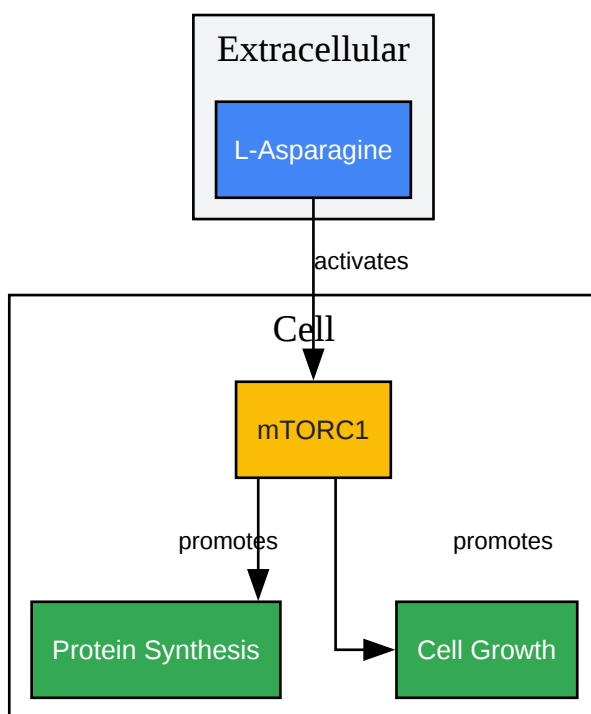 Extracellular
L-Asparagine
activates
Cell
mTORC1
promotes
promotes
Protein Synthesis
Cell Growth